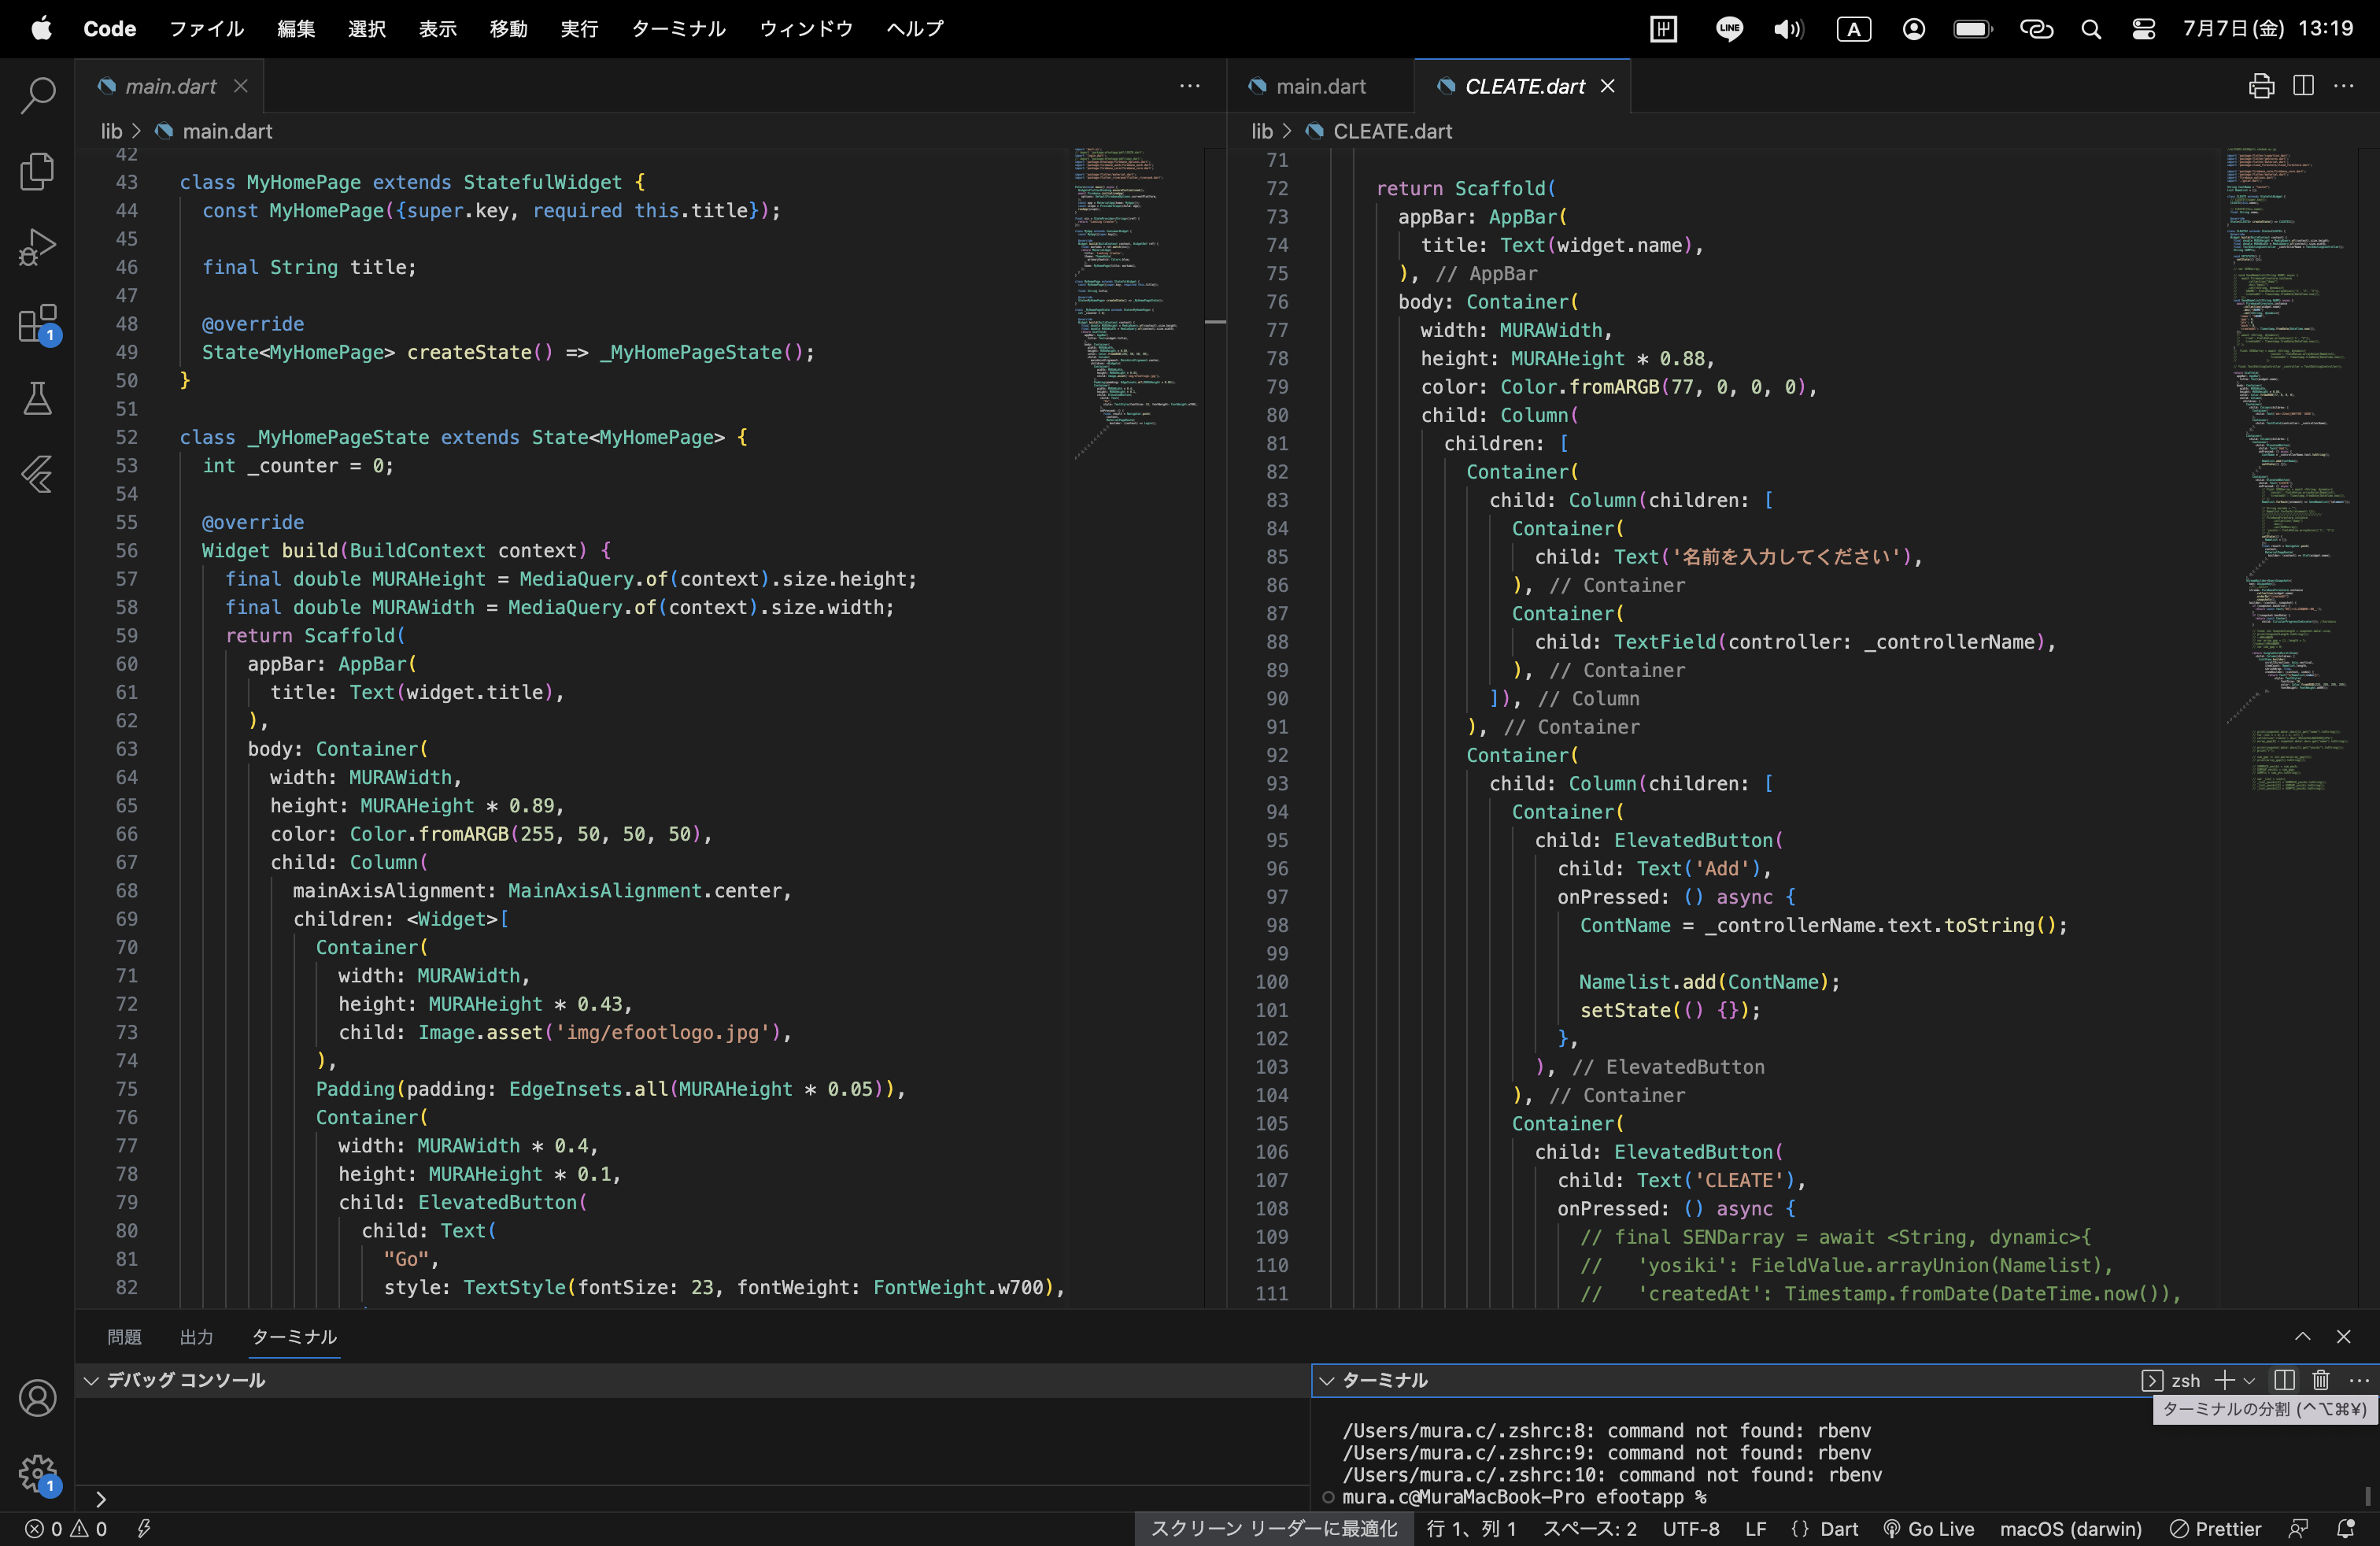 Code ファイル 編集 選択 表示 移動 実行 ターミナル ウィンドウ ヘルプ LINE A 7月7日(金) 13:19
main.dart
lib > main.dart
42
43 class MyHomePage extends StatefulWidget {
44 const MyHomePage({super.key, required this.title});
45
46 final String title;
47
48 @override
49 State<MyHomePage> createState() => _MyHomePageState();
50 }
51
52 class _MyHomePageState extends State<MyHomePage> {
53 int _counter = 0;
54
55 @override
56 Widget build(BuildContext context) {
57 final double MURAHeight = MediaQuery.of(context).size.height;
58 final double MURAWidth = MediaQuery.of(context).size.width;
59 return Scaffold(
60 appBar: AppBar(
61 title: Text(widget.title),
62 ),
63 body: Container(
64 width: MURAWidth,
65 height: MURAHeight * 0.89,
66 color: Color.fromARGB(255, 50, 50, 50),
67 child: Column(
68 mainAxisAlignment: MainAxisAlignment.center,
69 children: <Widget>[
70 Container(
71 width: MURAWidth,
72 height: MURAHeight * 0.43,
73 child: Image.asset('img/efootlogo.jpg'),
74 ),
75 Padding(padding: EdgeInsets.all(MURAHeight * 0.05)),
76 Container(
77 width: MURAWidth * 0.4,
78 height: MURAHeight * 0.1,
79 child: ElevatedButton(
80 child: Text(
81 "Go",
82 style: TextStyle(fontSize: 23, fontWeight: FontWeight.w700),
main.dart CLEATE.dart
lib > CLEATE.dart
71
72 return Scaffold(
73 appBar: AppBar(
74 title: Text(widget.name),
75 ), // AppBar
76 body: Container(
77 width: MURAWidth,
78 height: MURAHeight * 0.88,
79 color: Color.fromARGB(77, 0, 0, 0),
80 child: Column(
81 children: [
82 Container(
83 child: Column(children: [
84 Container(
85 child: Text('名前を入力してください'),
86 ), // Container
87 Container(
88 child: TextField(controller: _controllerName),
89 ), // Container
90 ]), // Column
91 ), // Container
92 Container(
93 child: Column(children: [
94 Container(
95 child: ElevatedButton(
96 child: Text('Add'),
97 onPressed: () async {
98 ContName = _controllerName.text.toString();
99
100 Namelist.add(ContName);
101 setState(() {});
102 },
103 ), // ElevatedButton
104 ), // Container
105 Container(
106 child: ElevatedButton(
107 child: Text('CLEATE'),
108 onPressed: () async {
109 // final SENDarray = await <String, dynamic>{
110 // 'yosiki': FieldValue.arrayUnion(Namelist),
111 // 'createdAt': Timestamp.fromDate(DateTime.now()),
問題 出力 ターミナル
デバッグ コンソール
>
ターミナル zsh
ターミナルの分割 (^⌥⌘¥)
/Users/mura.c/.zshrc:8: command not found: rbenv
/Users/mura.c/.zshrc:9: command not found: rbenv
/Users/mura.c/.zshrc:10: command not found: rbenv
mura.c@MuraMacBook-Pro efootapp %
1
1
0 0 スクリーン リーダーに最適化 行 1、列 1 スペース: 2 UTF-8 LF {} Dart Go Live macOS (darwin) Prettier